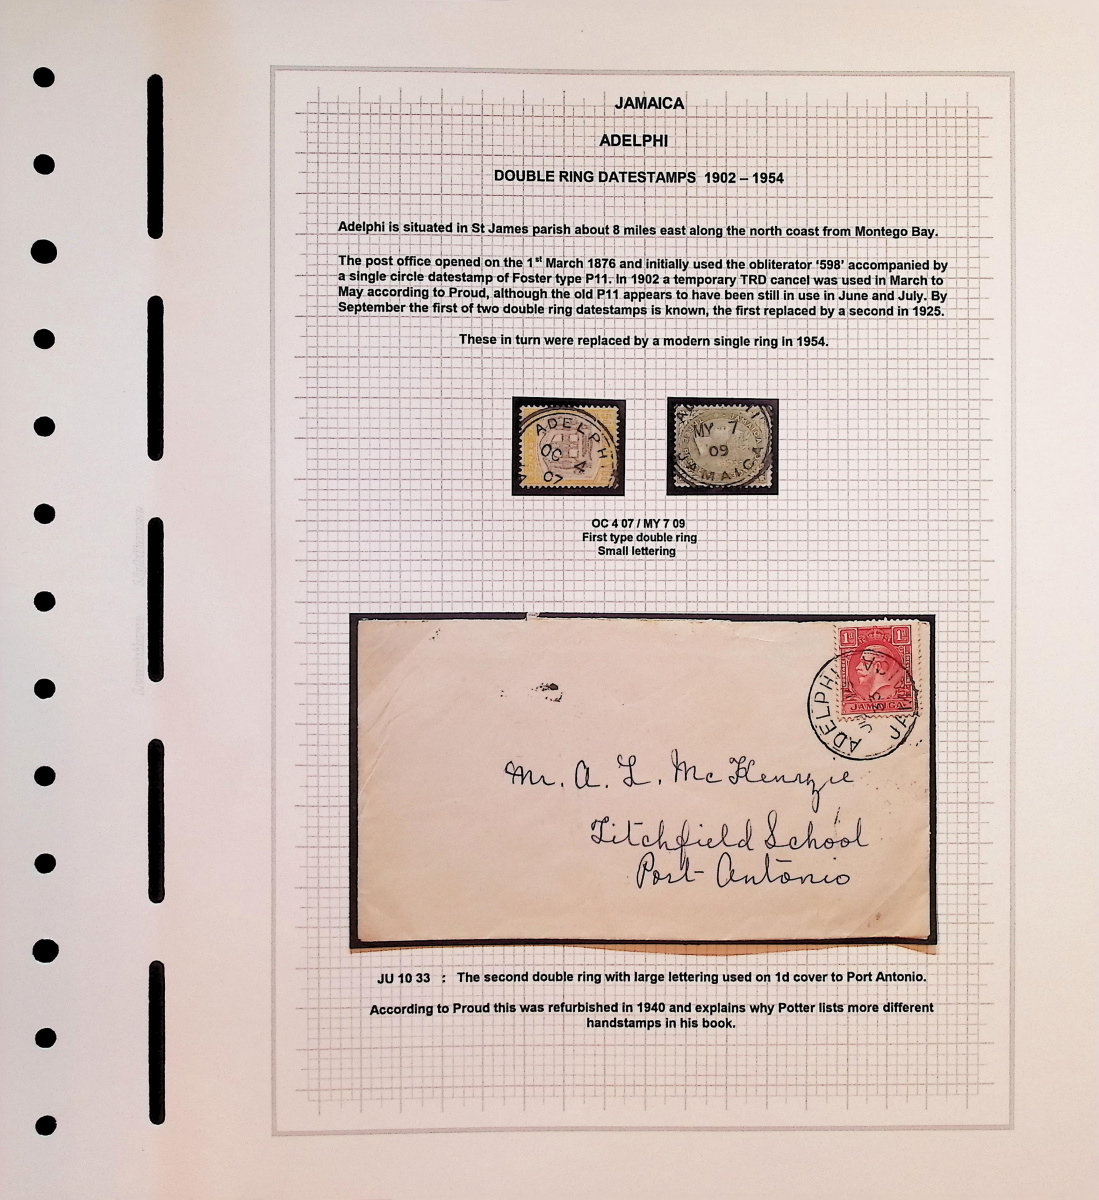 JAMAICA
ADELPHI
DOUBLE RING DATESTAMPS 1902 – 1954
Adelphi is situated in St James parish about 8 miles east along the north coast from Montego Bay.
The post office opened on the 1st March 1876 and initially used the obliterator ‘598’ accompanied by
a single circle datestamp of Foster type P11. In 1902 a temporary TRD cancel was used in March to
May according to Proud, although the old P11 appears to have been still in use in June and July. By
September the first of two double ring datestamps is known, the first replaced by a second in 1925.
These in turn were replaced by a modern single ring in 1954.
ADELPHI
OC 4
07
MY 7
09
JAMAICA
OC 4 07 / MY 7 09
First type double ring
Small lettering
1d 1d
JAMAICA
ADELPHI
Mr. A. L. McKenzie
Titchfield School
Port Antonio
JU 10 33 : The second double ring with large lettering used on 1d cover to Port Antonio.
According to Proud this was refurbished in 1940 and explains why Potter lists more different
handstamps in his book.